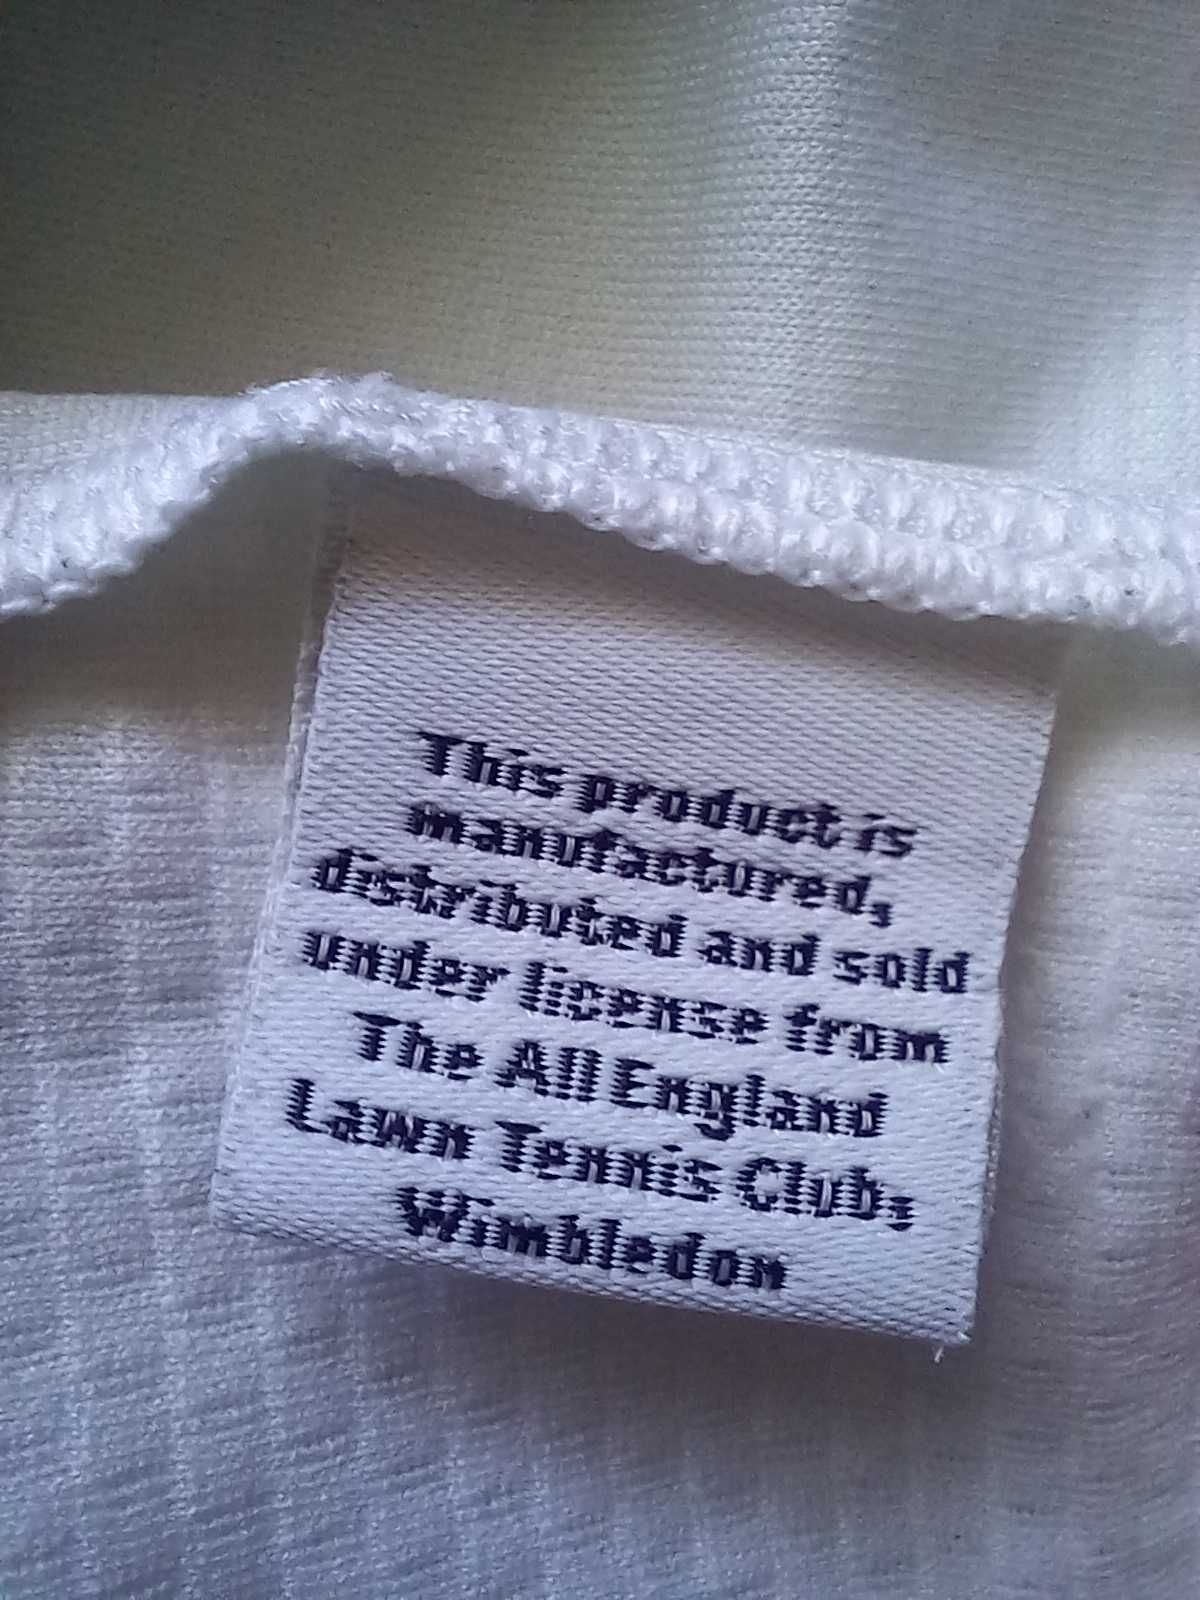 This product is
manufactured,
distributed and sold
under license from
The All England
Lawn Tennis Club,
Wimbledon